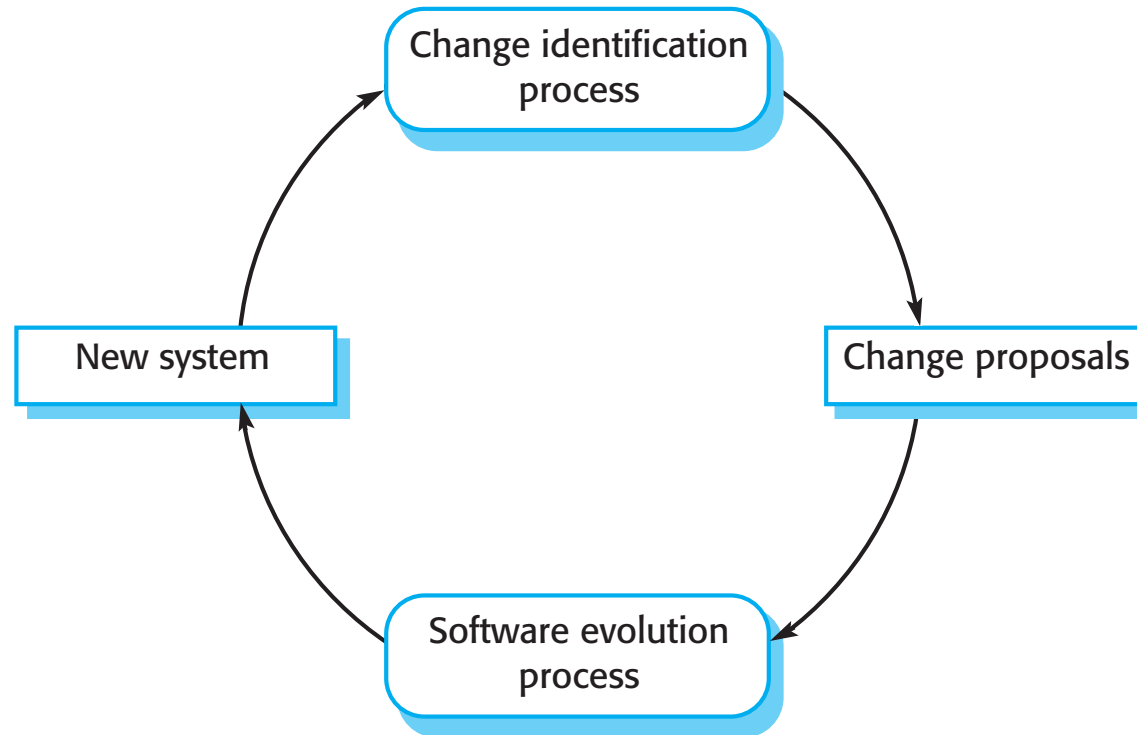 Change identification
process
New system
Change proposals
Software evolution
process